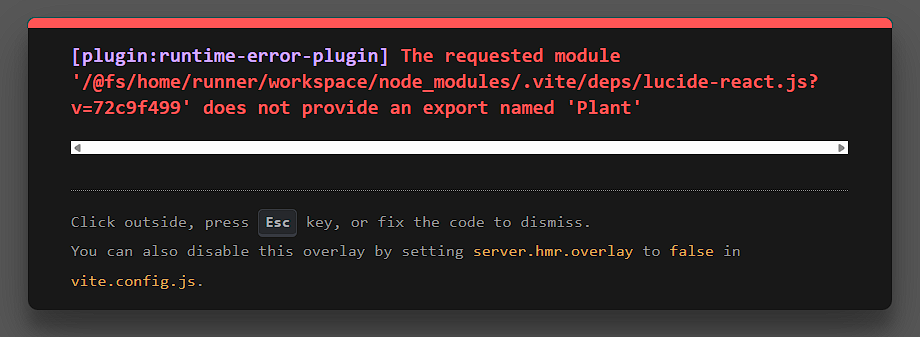 [plugin:runtime-error-plugin] The requested module
'/@fs/home/runner/workspace/node_modules/.vite/deps/lucide-react.js?
v=72c9f499' does not provide an export named 'Plant'
Click outside, press Esc key, or fix the code to dismiss.
You can also disable this overlay by setting server.hmr.overlay to false in
vite.config.js.